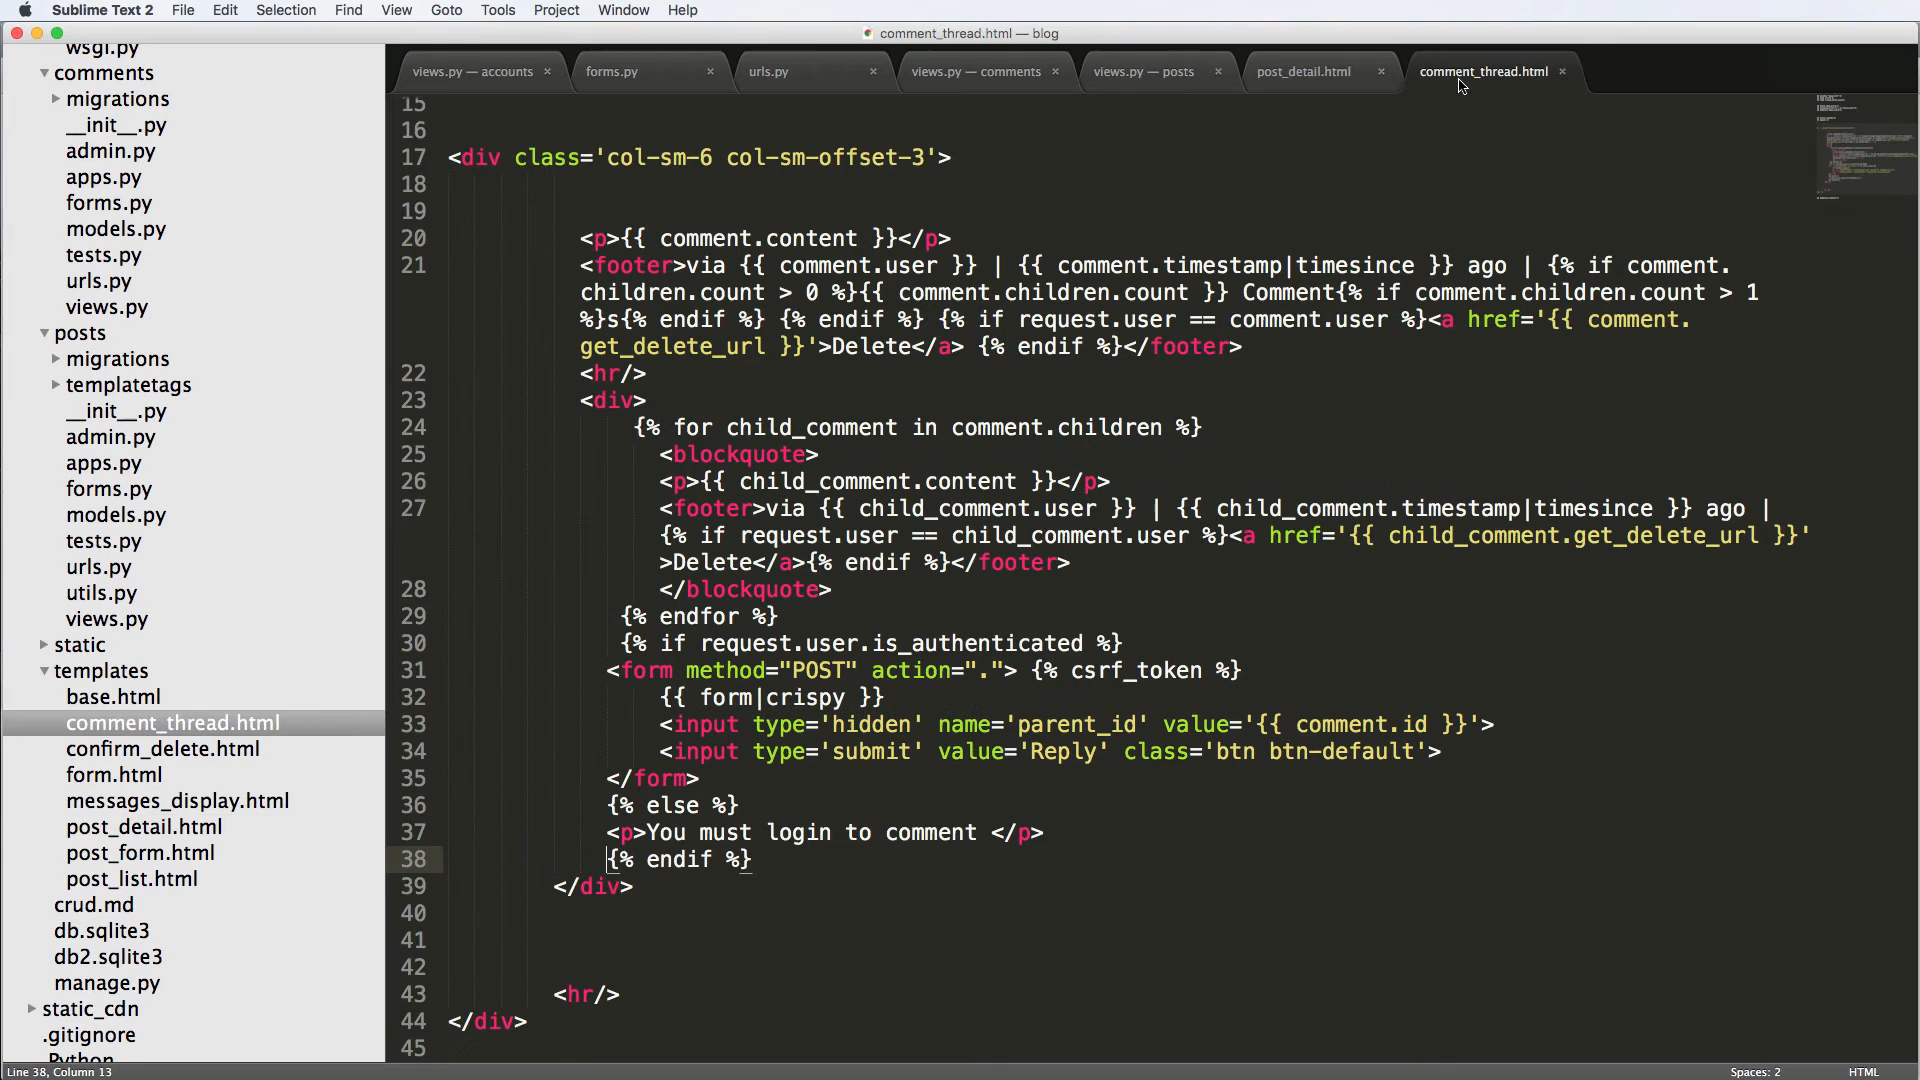 Sublime Text 2 File Edit Selection Find View Goto Tools Project Window Help
comment_thread.html — blog
views.py — accounts × forms.py × urls.py × views.py — comments × views.py — posts × post_detail.html × comment_thread.html ×
wsgi.py
comments
migrations
__init__.py
admin.py
apps.py
forms.py
models.py
tests.py
urls.py
views.py
posts
migrations
templatetags
__init__.py
admin.py
apps.py
forms.py
models.py
tests.py
urls.py
utils.py
views.py
static
templates
base.html
comment_thread.html
confirm_delete.html
form.html
messages_display.html
post_detail.html
post_form.html
post_list.html
crud.md
db.sqlite3
db2.sqlite3
manage.py
static_cdn
.gitignore
Python
15
16
17 <div class='col-sm-6 col-sm-offset-3'>
18
19
20 <p>{{ comment.content }}</p>
21 <footer>via {{ comment.user }} | {{ comment.timestamp|timesince }} ago | {% if comment.
children.count > 0 %}{{ comment.children.count }} Comment{% if comment.children.count > 1
%}s{% endif %} {% endif %} {% if request.user == comment.user %}<a href='{{ comment.
get_delete_url }}'>Delete</a> {% endif %}</footer>
22 <hr/>
23 <div>
24 {% for child_comment in comment.children %}
25 <blockquote>
26 <p>{{ child_comment.content }}</p>
27 <footer>via {{ child_comment.user }} | {{ child_comment.timestamp|timesince }} ago |
{% if request.user == child_comment.user %}<a href='{{ child_comment.get_delete_url }}'
>Delete</a>{% endif %}</footer>
28 </blockquote>
29 {% endfor %}
30 {% if request.user.is_authenticated %}
31 <form method="POST" action="."> {% csrf_token %}
32 {{ form|crispy }}
33 <input type='hidden' name='parent_id' value='{{ comment.id }}'>
34 <input type='submit' value='Reply' class='btn btn-default'>
35 </form>
36 {% else %}
37 <p>You must login to comment </p>
38 {% endif %}
39 </div>
40
41
42
43 <hr/>
44 </div>
45
Line 38, Column 13 Spaces: 2 HTML